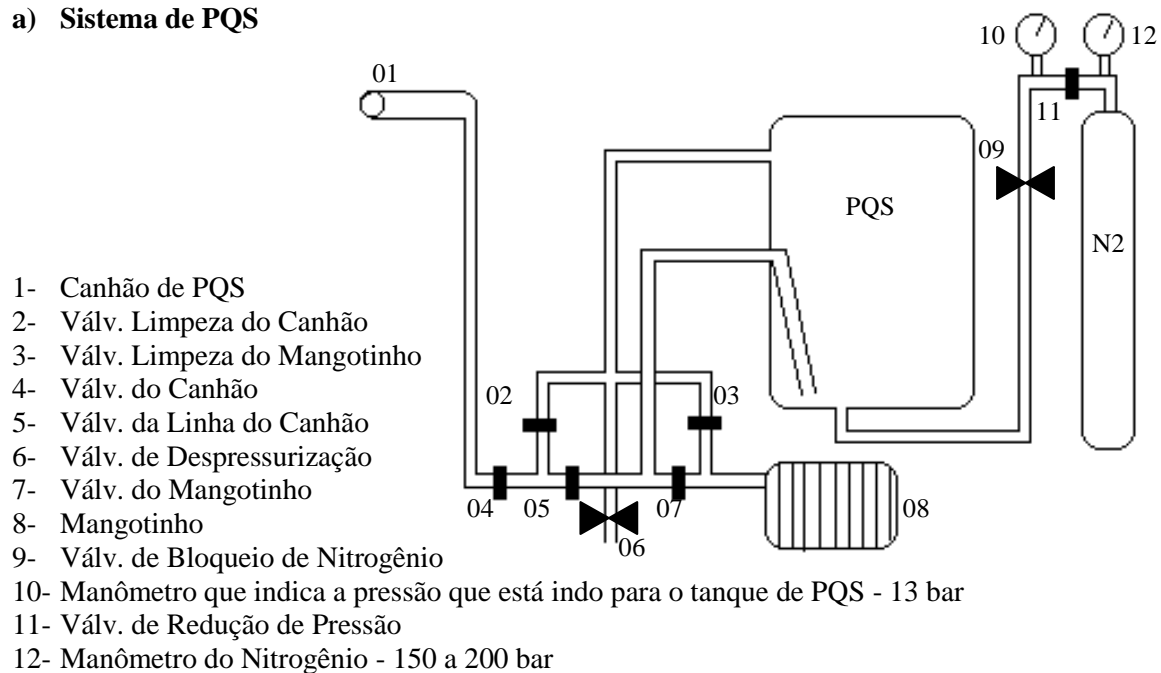 a) Sistema de PQS
10
12
01
11
09
PQS
N2
1- Canhão de PQS
2- Válv. Limpeza do Canhão
3- Válv. Limpeza do Mangotinho
02
03
4- Válv. do Canhão
5- Válv. da Linha do Canhão
6- Válv. de Despressurização
7- Válv. do Mangotinho
04
05
07
08
06
8- Mangotinho
9- Válv. de Bloqueio de Nitrogênio
10- Manômetro que indica a pressão que está indo para o tanque de PQS - 13 bar
11- Válv. de Redução de Pressão
12- Manômetro do Nitrogênio - 150 a 200 bar